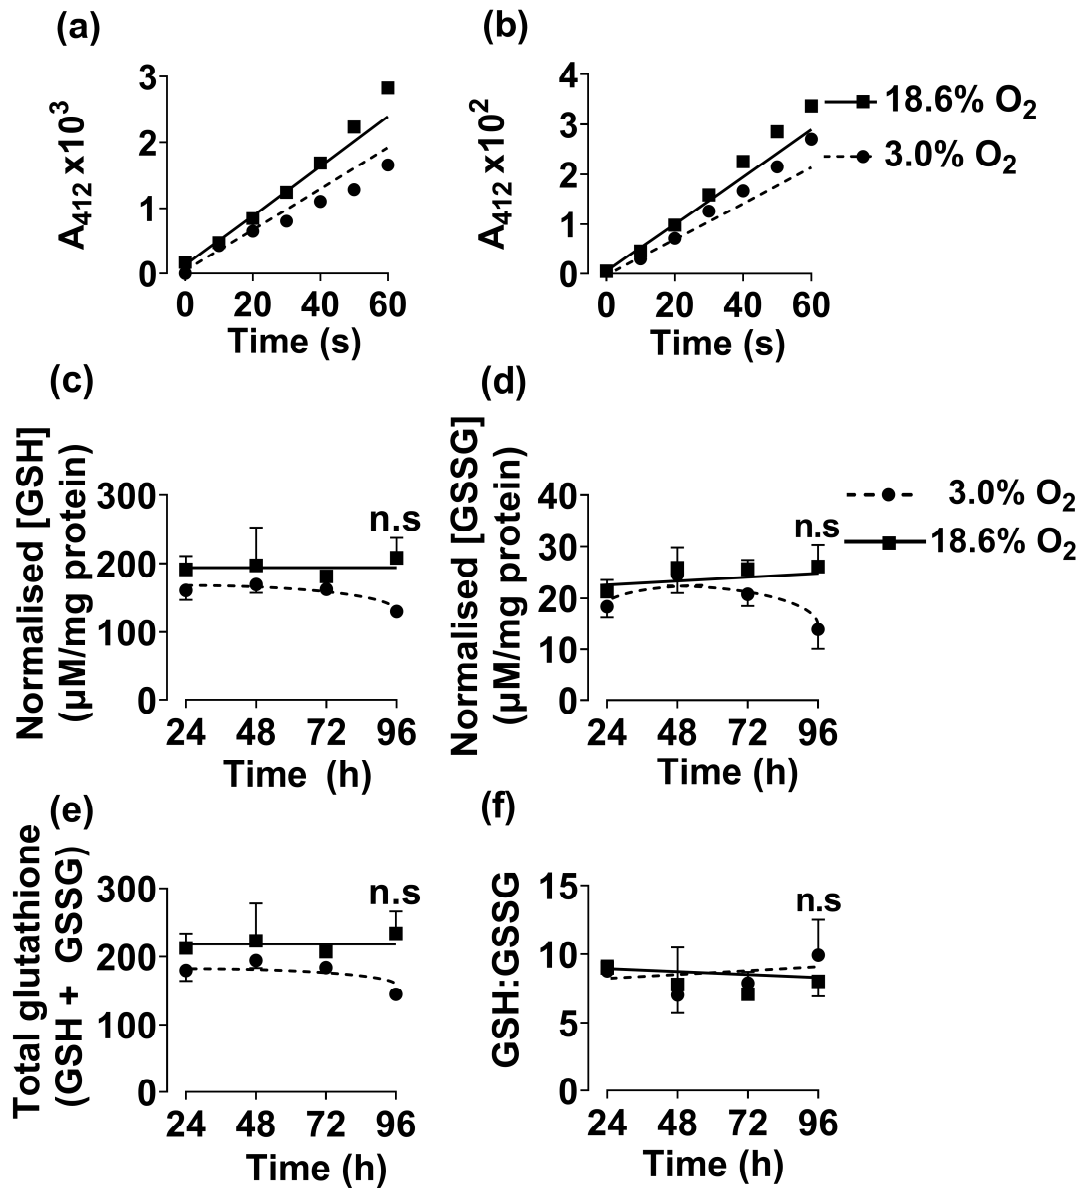 (a)
A412 x10³
3
2
1
0
0 20 40 60
Time (s)
(b)
A412 x10²
4
3
2
1
0
0 20 40 60
Time (s)
18.6% O₂
3.0% O₂
(c)
Normalised [GSH]
(µM/mg protein)
300
200
100
0
n.s
24 48 72 96
Time (h)
(d)
Normalised [GSSG]
(µM/mg protein)
40
30
20
10
0
n.s
24 48 72 96
Time (h)
3.0% O₂
18.6% O₂
(e)
Total glutathione
(GSH + GSSG)
300
200
100
0
n.s
24 48 72 96
Time (h)
(f)
GSH:GSSG
15
10
5
0
n.s
24 48 72 96
Time (h)